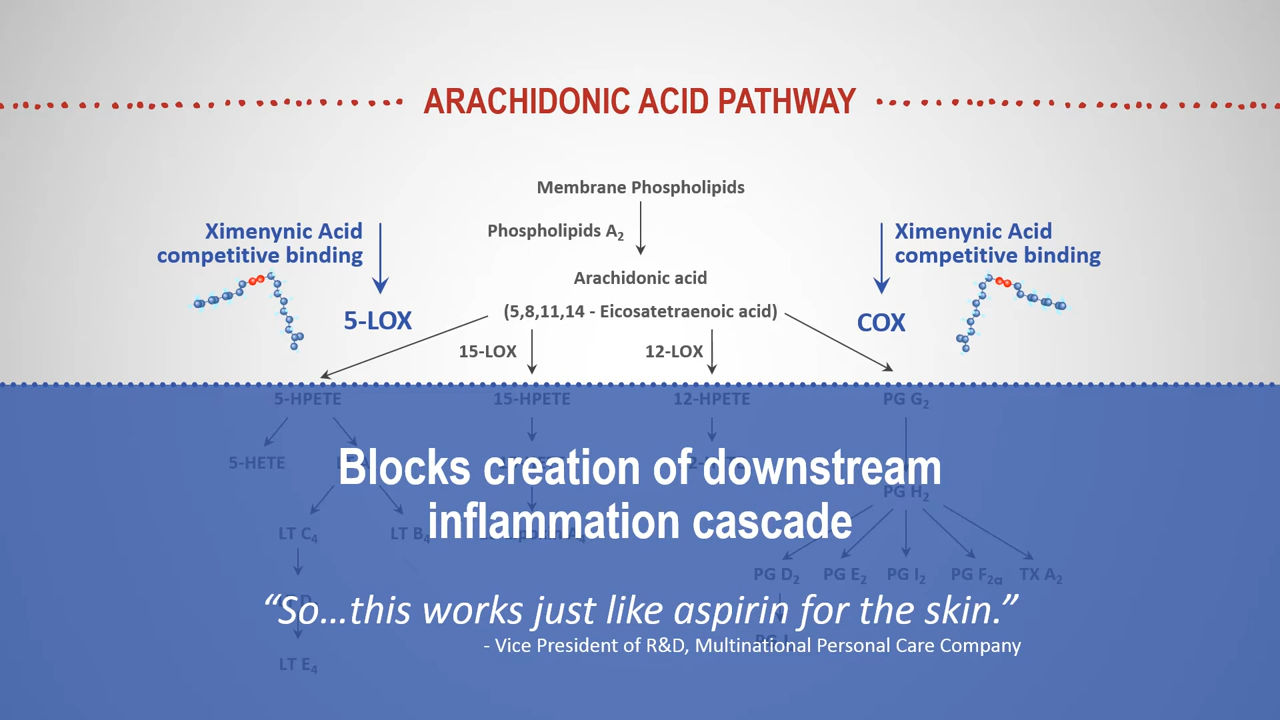 ARACHIDONIC ACID PATHWAY
Membrane Phospholipids
Phospholipids A₂
Ximenynic Acid
competitive binding
Ximenynic Acid
competitive binding
Arachidonic acid
(5,8,11,14 - Eicosatetraenoic acid)
5-LOX
COX
15-LOX
12-LOX
5-HPETE
15-HPETE
12-HPETE
PG G₂
5-HETE
Blocks creation of downstream
inflammation cascade
PG H₂
LT C₄
LT B₄
PG D₂
PG E₂
PG I₂
PG F₂α
TX A₂
“So...this works just like aspirin for the skin.”
- Vice President of R&D, Multinational Personal Care Company
LT E₄